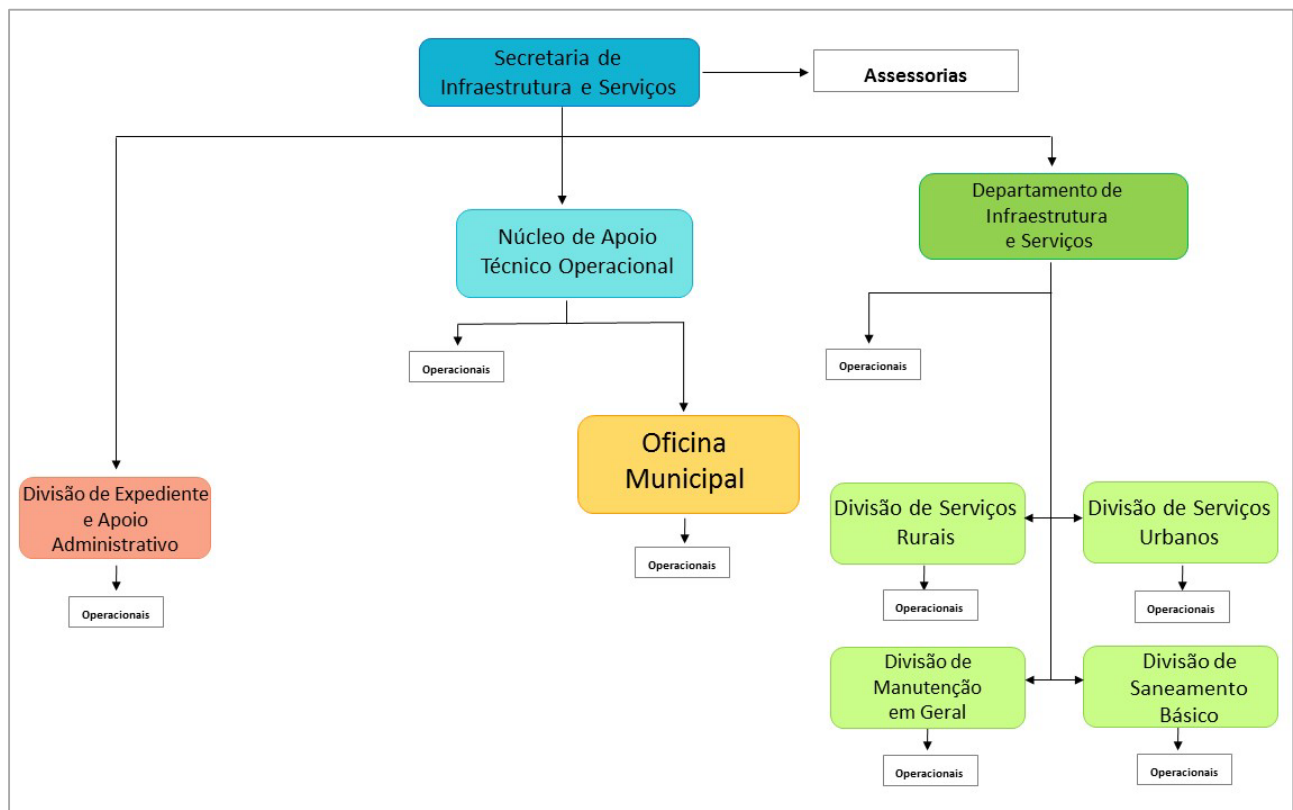 Secretaria de
Infraestrutura e Serviços
Assessorias
Departamento de
Infraestrutura
e Serviços
Núcleo de Apoio
Técnico Operacional
Operacionais
Operacionais
Oficina
Municipal
Divisão de Expediente
e Apoio
Administrativo
Divisão de Serviços
Rurais
Divisão de Serviços
Urbanos
Operacionais
Operacionais
Operacionais
Operacionais
Divisão de
Manutenção
em Geral
Divisão de
Saneamento
Básico
Operacionais
Operacionais